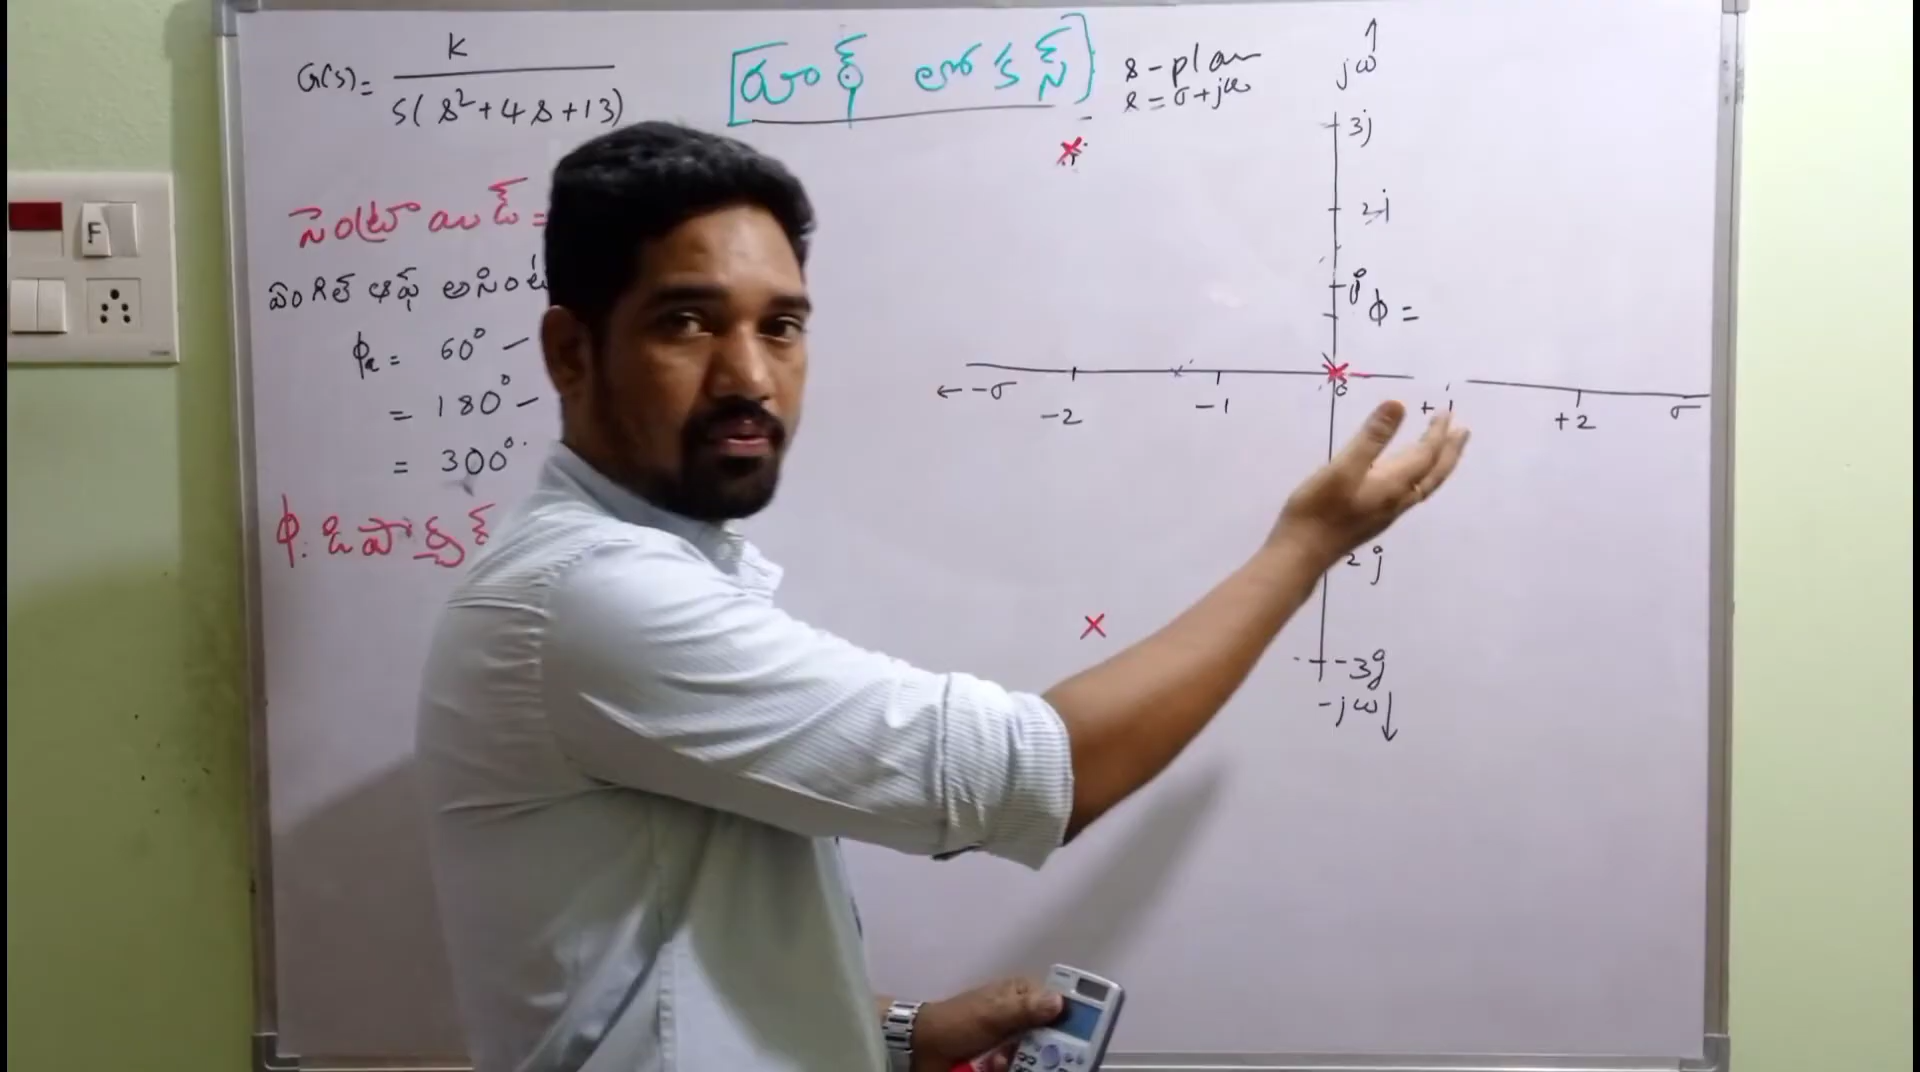 G(s) = K / s(s²+4s+13)
[రూట్ లోకస్]
s-plan
s = σ+jω
jω ↑
3j
సెంట్రాయిడ్ =
2j
ఏంగిల్ ఆఫ్ అసింట
j
ϕ =
ϕₐ = 60° –
= 180° –
= 300°
← -σ
-2
-1
0
+1
+2
σ
ϕ. డిపార్చర్
2j
-3j
-jω ↓
F